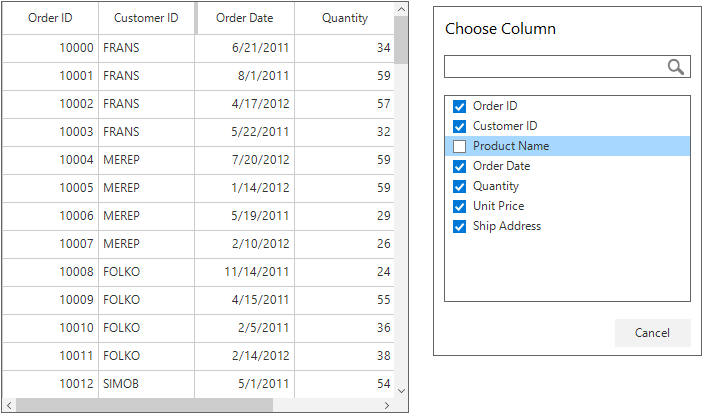 Order ID Customer ID Order Date Quantity
10000 FRANS 6/21/2011 34
10001 FRANS 8/1/2011 59
10002 FRANS 4/17/2012 57
10003 FRANS 5/22/2011 32
10004 MEREP 7/20/2012 59
10005 MEREP 1/14/2012 59
10006 MEREP 5/19/2011 29
10007 MEREP 2/10/2012 26
10008 FOLKO 11/14/2011 24
10009 FOLKO 4/15/2011 55
10010 FOLKO 2/5/2011 36
10011 FOLKO 2/14/2012 38
10012 SIMOB 5/1/2011 54
Choose Column
Order ID
Customer ID
Product Name
Order Date
Quantity
Unit Price
Ship Address
Cancel